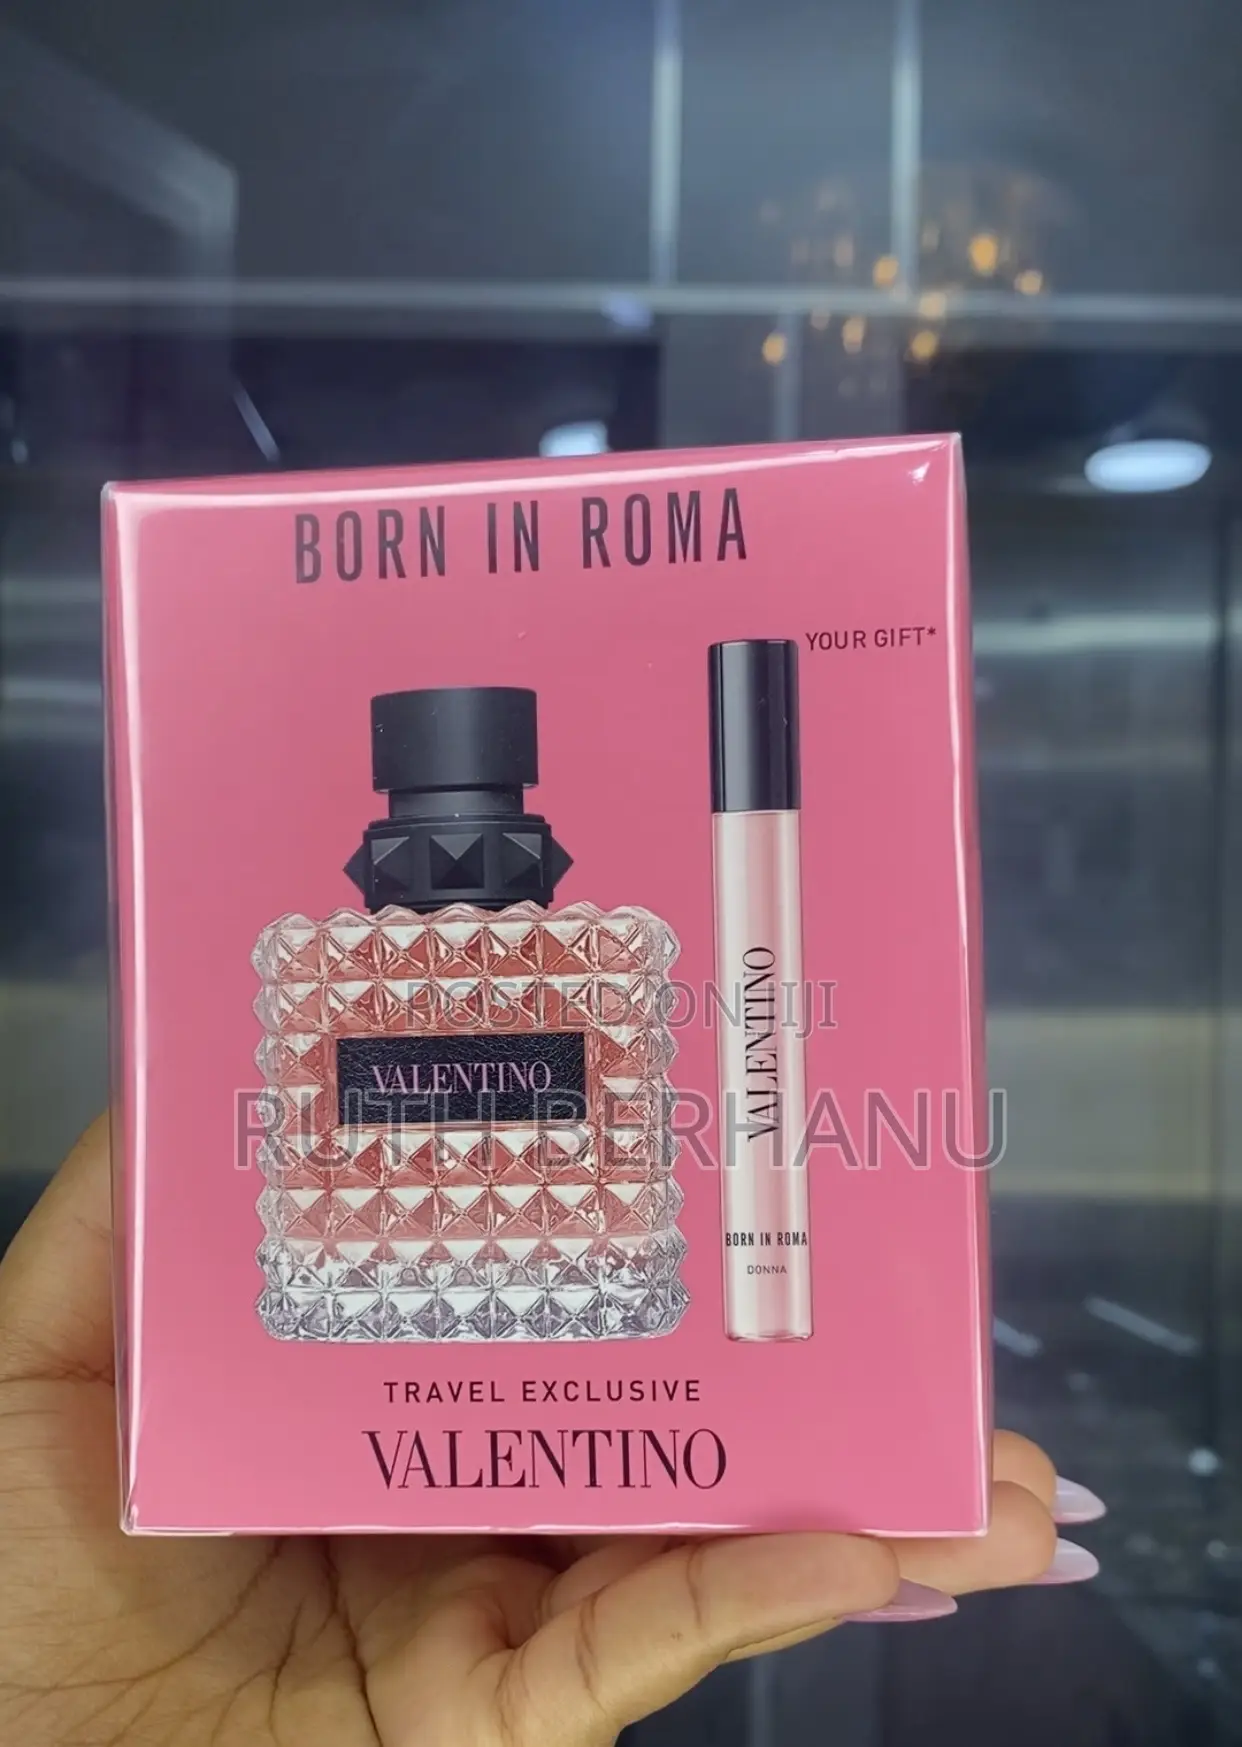 BORN IN ROMA
YOUR GIFT*
POSTED ON JIJI
VALENTINO
RUTH BERHANU
VALENTINO
BORN IN ROMA
DONNA
TRAVEL EXCLUSIVE
VALENTINO